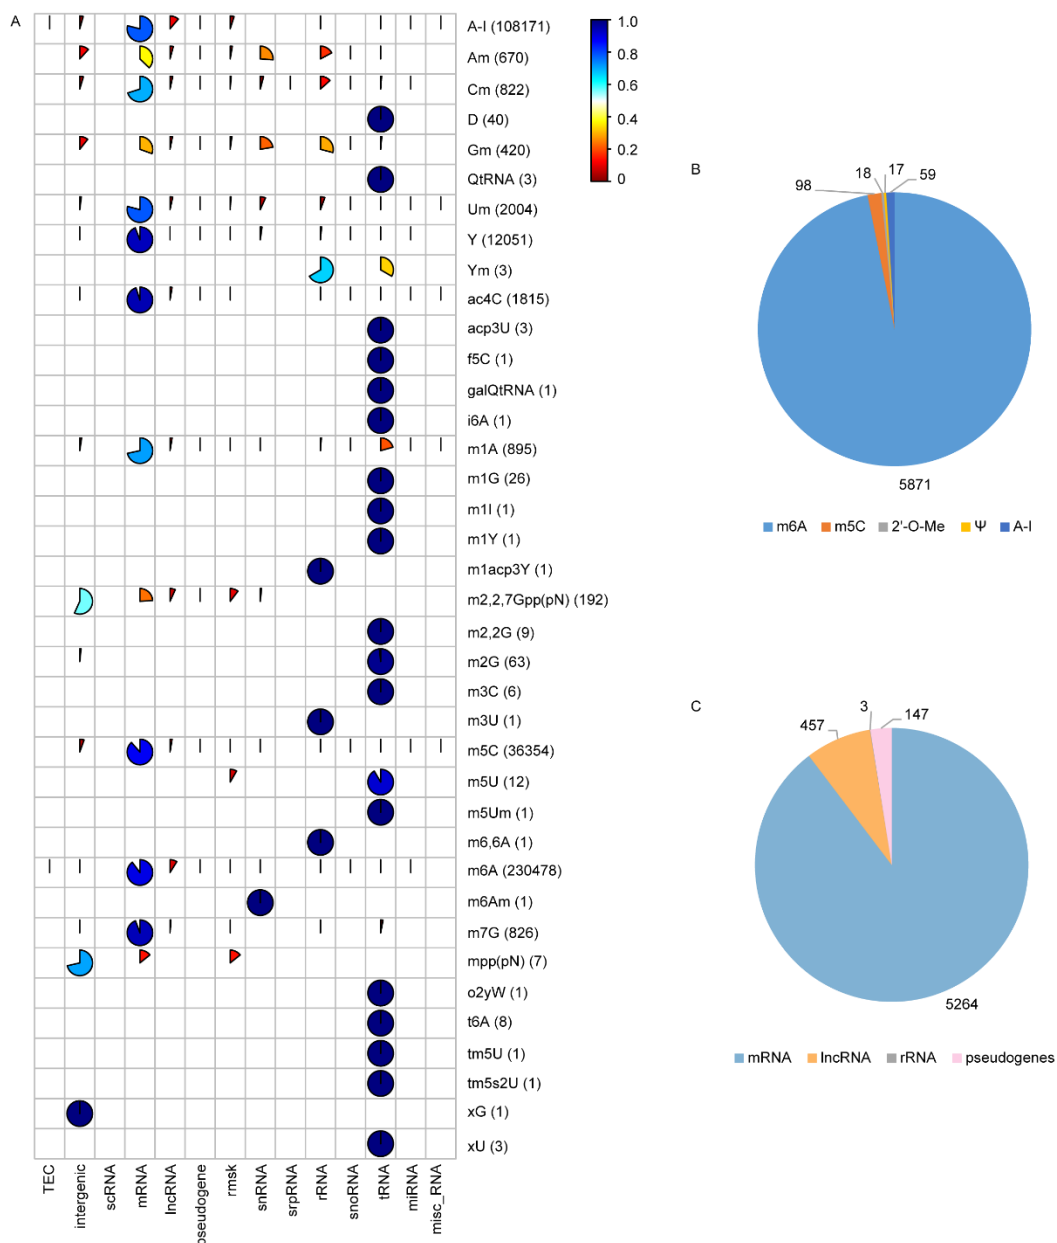 A
A-I (108171)
Am (670)
Cm (822)
D (40)
Gm (420)
QtRNA (3)
Um (2004)
Y (12051)
Ym (3)
ac4C (1815)
acp3U (3)
f5C (1)
galQtRNA (1)
i6A (1)
m1A (895)
m1G (26)
m1I (1)
m1Y (1)
m1acp3Y (1)
m2,2,7Gpp(pN) (192)
m2,2G (9)
m2G (63)
m3C (6)
m3U (1)
m5C (36354)
m5U (12)
m5Um (1)
m6,6A (1)
m6A (230478)
m6Am (1)
m7G (826)
mpp(pN) (7)
o2yW (1)
t6A (8)
tm5U (1)
tm5s2U (1)
xG (1)
xU (3)
TEC
intergenic
scRNA
mRNA
lncRNA
pseudogene
rmsk
snRNA
srpRNA
rRNA
snoRNA
tRNA
miRNA
misc_RNA
1.0
0.8
0.6
0.4
0.2
0
B
98
18
17
59
5871
m6A m5C 2'-O-Me Ψ A-I
C
457
3
147
5264
mRNA lncRNA rRNA pseudogenes